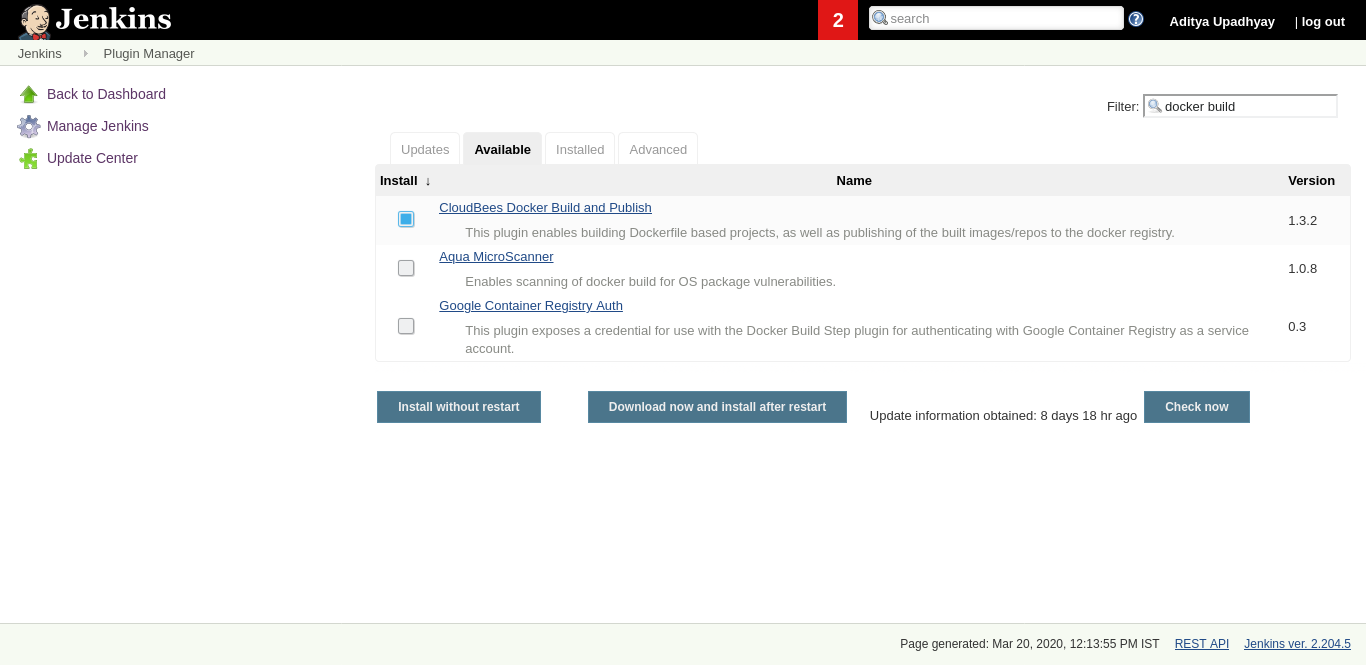 Jenkins
2
search
?
Aditya Upadhyay
| log out
Jenkins
Plugin Manager
Back to Dashboard
Manage Jenkins
Update Center
Filter:
docker build
Updates
Available
Installed
Advanced
Install ↓
Name
Version
CloudBees Docker Build and Publish
This plugin enables building Dockerfile based projects, as well as publishing of the built images/repos to the docker registry.
1.3.2
Aqua MicroScanner
Enables scanning of docker build for OS package vulnerabilities.
1.0.8
Google Container Registry Auth
This plugin exposes a credential for use with the Docker Build Step plugin for authenticating with Google Container Registry as a service
account.
0.3
Install without restart
Download now and install after restart
Update information obtained: 8 days 18 hr ago
Check now
Page generated: Mar 20, 2020, 12:13:55 PM IST
REST API
Jenkins ver. 2.204.5